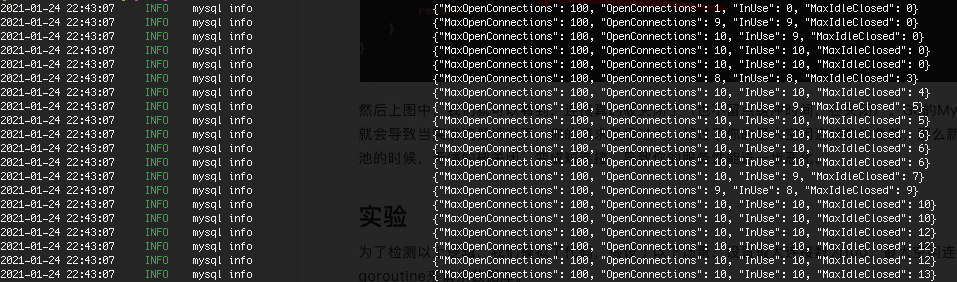 2021-01-24 22:43:07 INFO mysql info {"MaxOpenConnections": 100, "OpenConnections": 1, "InUse": 0, "MaxIdleClosed": 0}
2021-01-24 22:43:07 INFO mysql info {"MaxOpenConnections": 100, "OpenConnections": 9, "InUse": 9, "MaxIdleClosed": 0}
2021-01-24 22:43:07 INFO mysql info {"MaxOpenConnections": 100, "OpenConnections": 10, "InUse": 9, "MaxIdleClosed": 0}
2021-01-24 22:43:07 INFO mysql info {"MaxOpenConnections": 100, "OpenConnections": 10, "InUse": 10, "MaxIdleClosed": 0}
2021-01-24 22:43:07 INFO mysql info {"MaxOpenConnections": 100, "OpenConnections": 10, "InUse": 10, "MaxIdleClosed": 0}
2021-01-24 22:43:07 INFO mysql info {"MaxOpenConnections": 100, "OpenConnections": 8, "InUse": 8, "MaxIdleClosed": 3}
2021-01-24 22:43:07 INFO mysql info {"MaxOpenConnections": 100, "OpenConnections": 10, "InUse": 10, "MaxIdleClosed": 4}
2021-01-24 22:43:07 INFO mysql info {"MaxOpenConnections": 100, "OpenConnections": 10, "InUse": 9, "MaxIdleClosed": 5}
2021-01-24 22:43:07 INFO mysql info {"MaxOpenConnections": 100, "OpenConnections": 10, "InUse": 10, "MaxIdleClosed": 5}
2021-01-24 22:43:07 INFO mysql info {"MaxOpenConnections": 100, "OpenConnections": 10, "InUse": 10, "MaxIdleClosed": 6}
2021-01-24 22:43:07 INFO mysql info {"MaxOpenConnections": 100, "OpenConnections": 10, "InUse": 10, "MaxIdleClosed": 6}
2021-01-24 22:43:07 INFO mysql info {"MaxOpenConnections": 100, "OpenConnections": 10, "InUse": 10, "MaxIdleClosed": 6}
2021-01-24 22:43:07 INFO mysql info {"MaxOpenConnections": 100, "OpenConnections": 10, "InUse": 9, "MaxIdleClosed": 7}
2021-01-24 22:43:07 INFO mysql info {"MaxOpenConnections": 100, "OpenConnections": 9, "InUse": 8, "MaxIdleClosed": 9}
2021-01-24 22:43:07 INFO mysql info {"MaxOpenConnections": 100, "OpenConnections": 10, "InUse": 10, "MaxIdleClosed": 10}
2021-01-24 22:43:07 INFO mysql info {"MaxOpenConnections": 100, "OpenConnections": 10, "InUse": 10, "MaxIdleClosed": 10}
2021-01-24 22:43:07 INFO mysql info {"MaxOpenConnections": 100, "OpenConnections": 10, "InUse": 10, "MaxIdleClosed": 12}
2021-01-24 22:43:07 INFO mysql info {"MaxOpenConnections": 100, "OpenConnections": 10, "InUse": 10, "MaxIdleClosed": 12}
2021-01-24 22:43:07 INFO mysql info {"MaxOpenConnections": 100, "OpenConnections": 10, "InUse": 10, "MaxIdleClosed": 12}
2021-01-24 22:43:07 INFO mysql info {"MaxOpenConnections": 100, "OpenConnections": 10, "InUse": 10, "MaxIdleClosed": 13}
然后上图中
就会导致当
池的时候,
实验
为了检测以
goroutine来